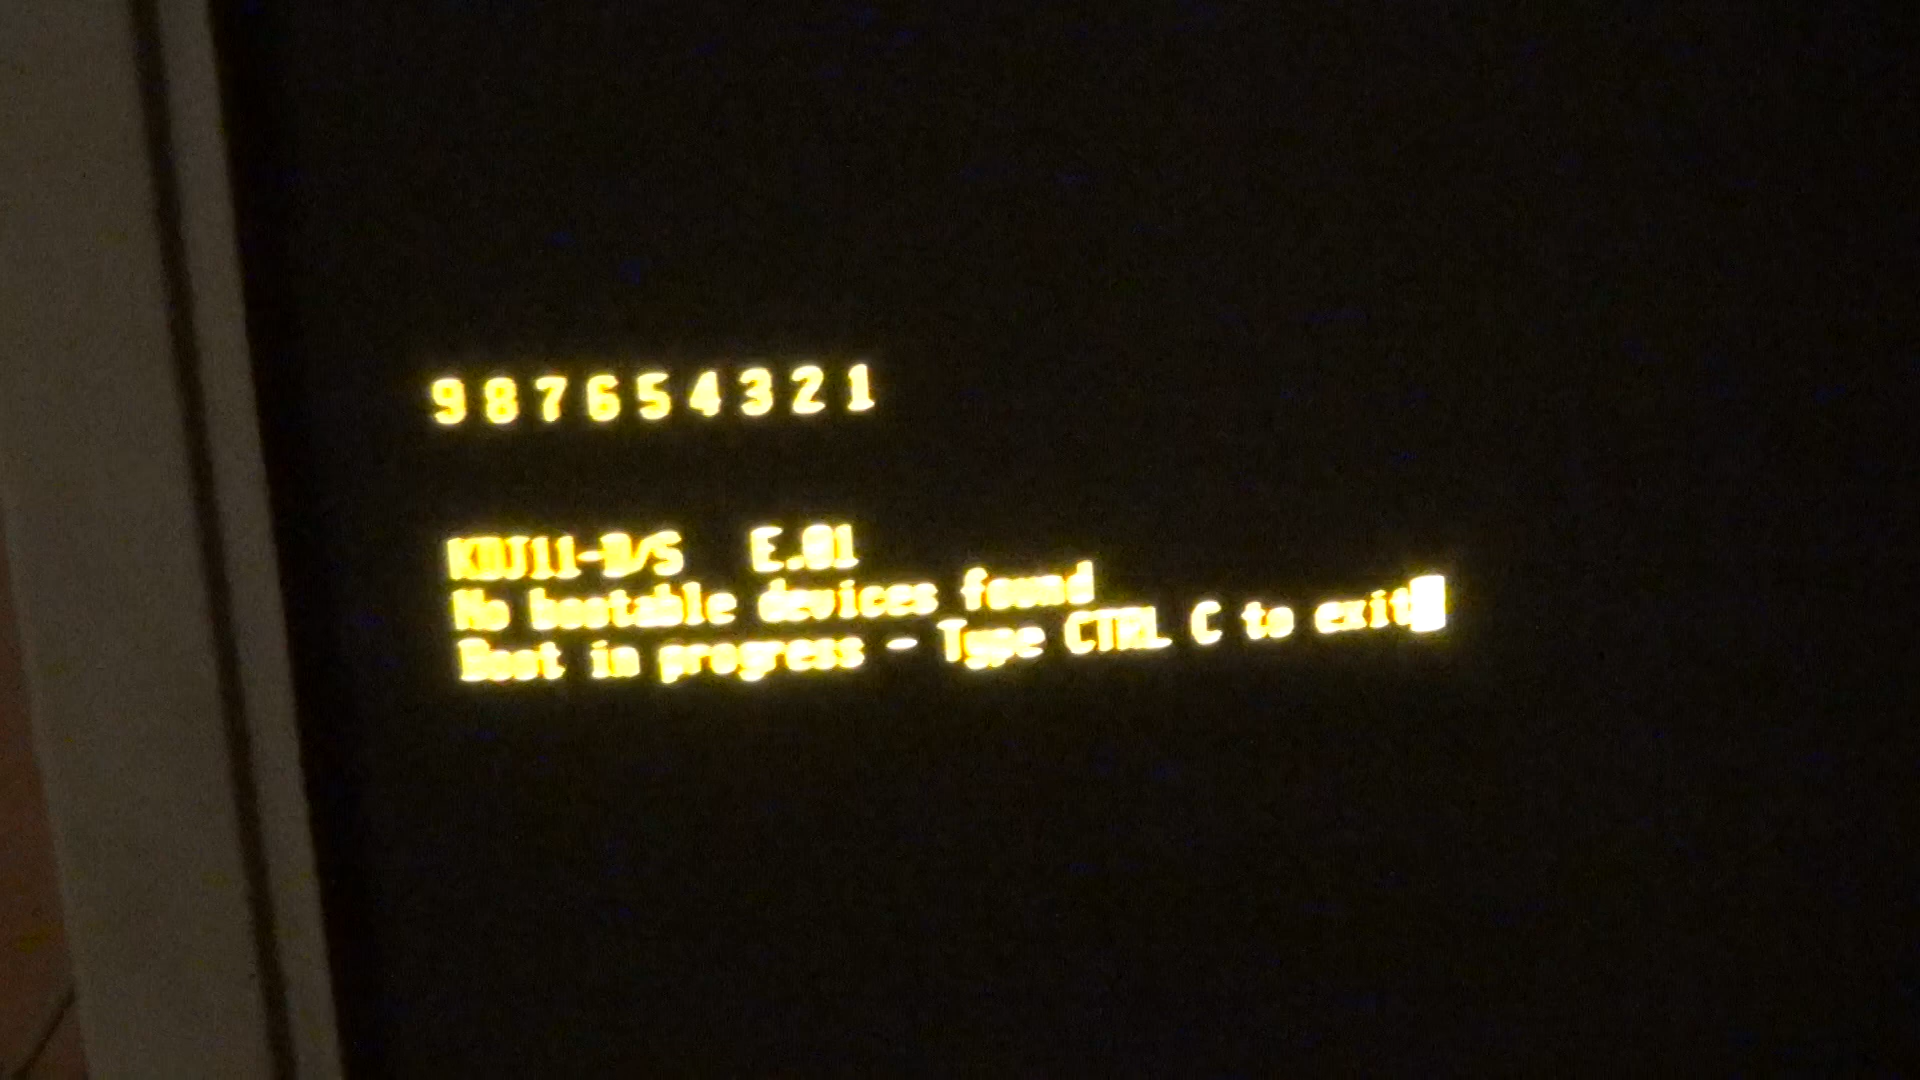 9 8 7 6 5 4 3 2 1
KDJ11-D/S E.01
No bootable devices found
Boot in progress - Type CTRL C to exit